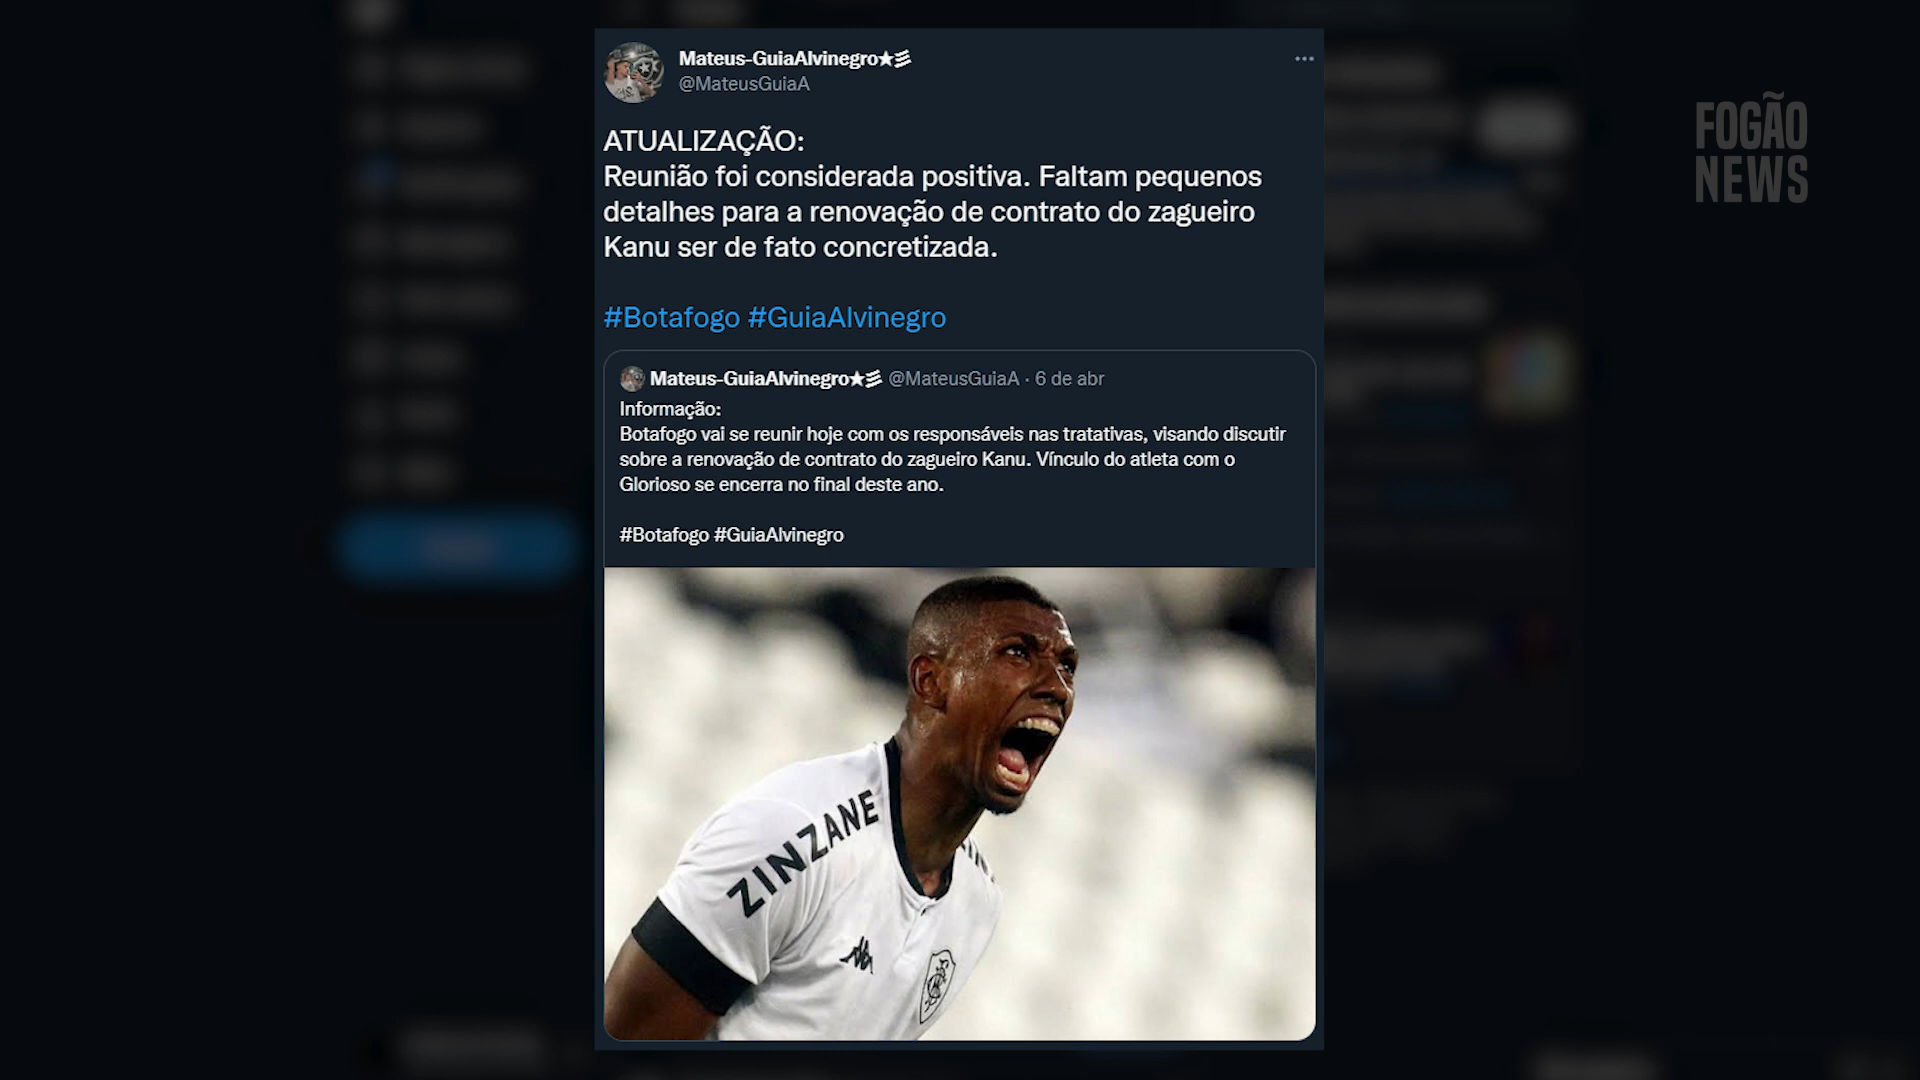 Mateus-GuiaAlvinegro★
@MateusGuiaA
FOGÃO
NEWS
ATUALIZAÇÃO:
Reunião foi considerada positiva. Faltam pequenos
detalhes para a renovação de contrato do zagueiro
Kanu ser de fato concretizada.
#Botafogo #GuiaAlvinegro
Mateus-GuiaAlvinegro★ @MateusGuiaA · 6 de abr
Informação:
Botafogo vai se reunir hoje com os responsáveis nas tratativas, visando discutir
sobre a renovação de contrato do zagueiro Kanu. Vínculo do atleta com o
Glorioso se encerra no final deste ano.
#Botafogo #GuiaAlvinegro
ZINZANE